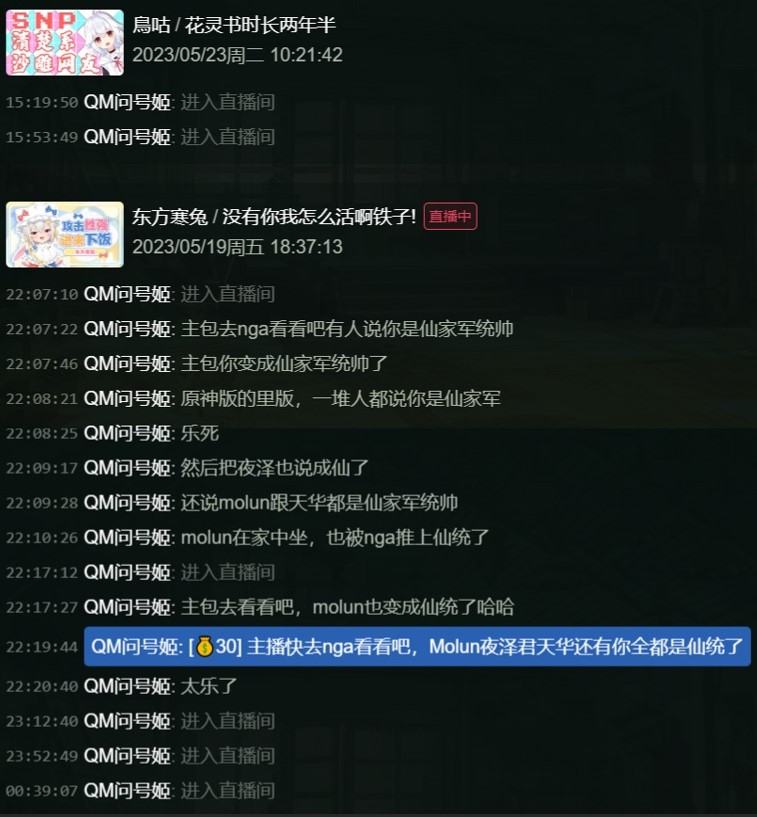 SNP
清楚系
沙雕网友
鳥咕 / 花灵书时长两年半
2023/05/23周二 10:21:42
15:19:50 QM问号姬: 进入直播间
15:53:49 QM问号姬: 进入直播间
攻击性强
进来下饭
东方寒兔 / 没有你我怎么活啊铁子! 直播中
2023/05/19周五 18:37:13
22:07:10 QM问号姬: 进入直播间
22:07:22 QM问号姬: 主包去nga看看吧有人说你是仙家军统帅
22:07:46 QM问号姬: 主包你变成仙家军统帅了
22:08:21 QM问号姬: 原神版的里版，一堆人都说你是仙家军
22:08:25 QM问号姬: 乐死
22:09:17 QM问号姬: 然后把夜泽也说成仙了
22:09:28 QM问号姬: 还说molun跟天华都是仙家军统帅
22:10:26 QM问号姬: molun在家中坐，也被nga推上仙统了
22:17:12 QM问号姬: 进入直播间
22:17:27 QM问号姬: 主包去看看吧，molun也变成仙统了哈哈
22:19:44 QM问号姬: [💰30] 主播快去nga看看吧，Molun夜泽君天华还有你全都是仙统了
22:20:40 QM问号姬: 太乐了
23:12:40 QM问号姬: 进入直播间
23:52:49 QM问号姬: 进入直播间
00:39:07 QM问号姬: 进入直播间